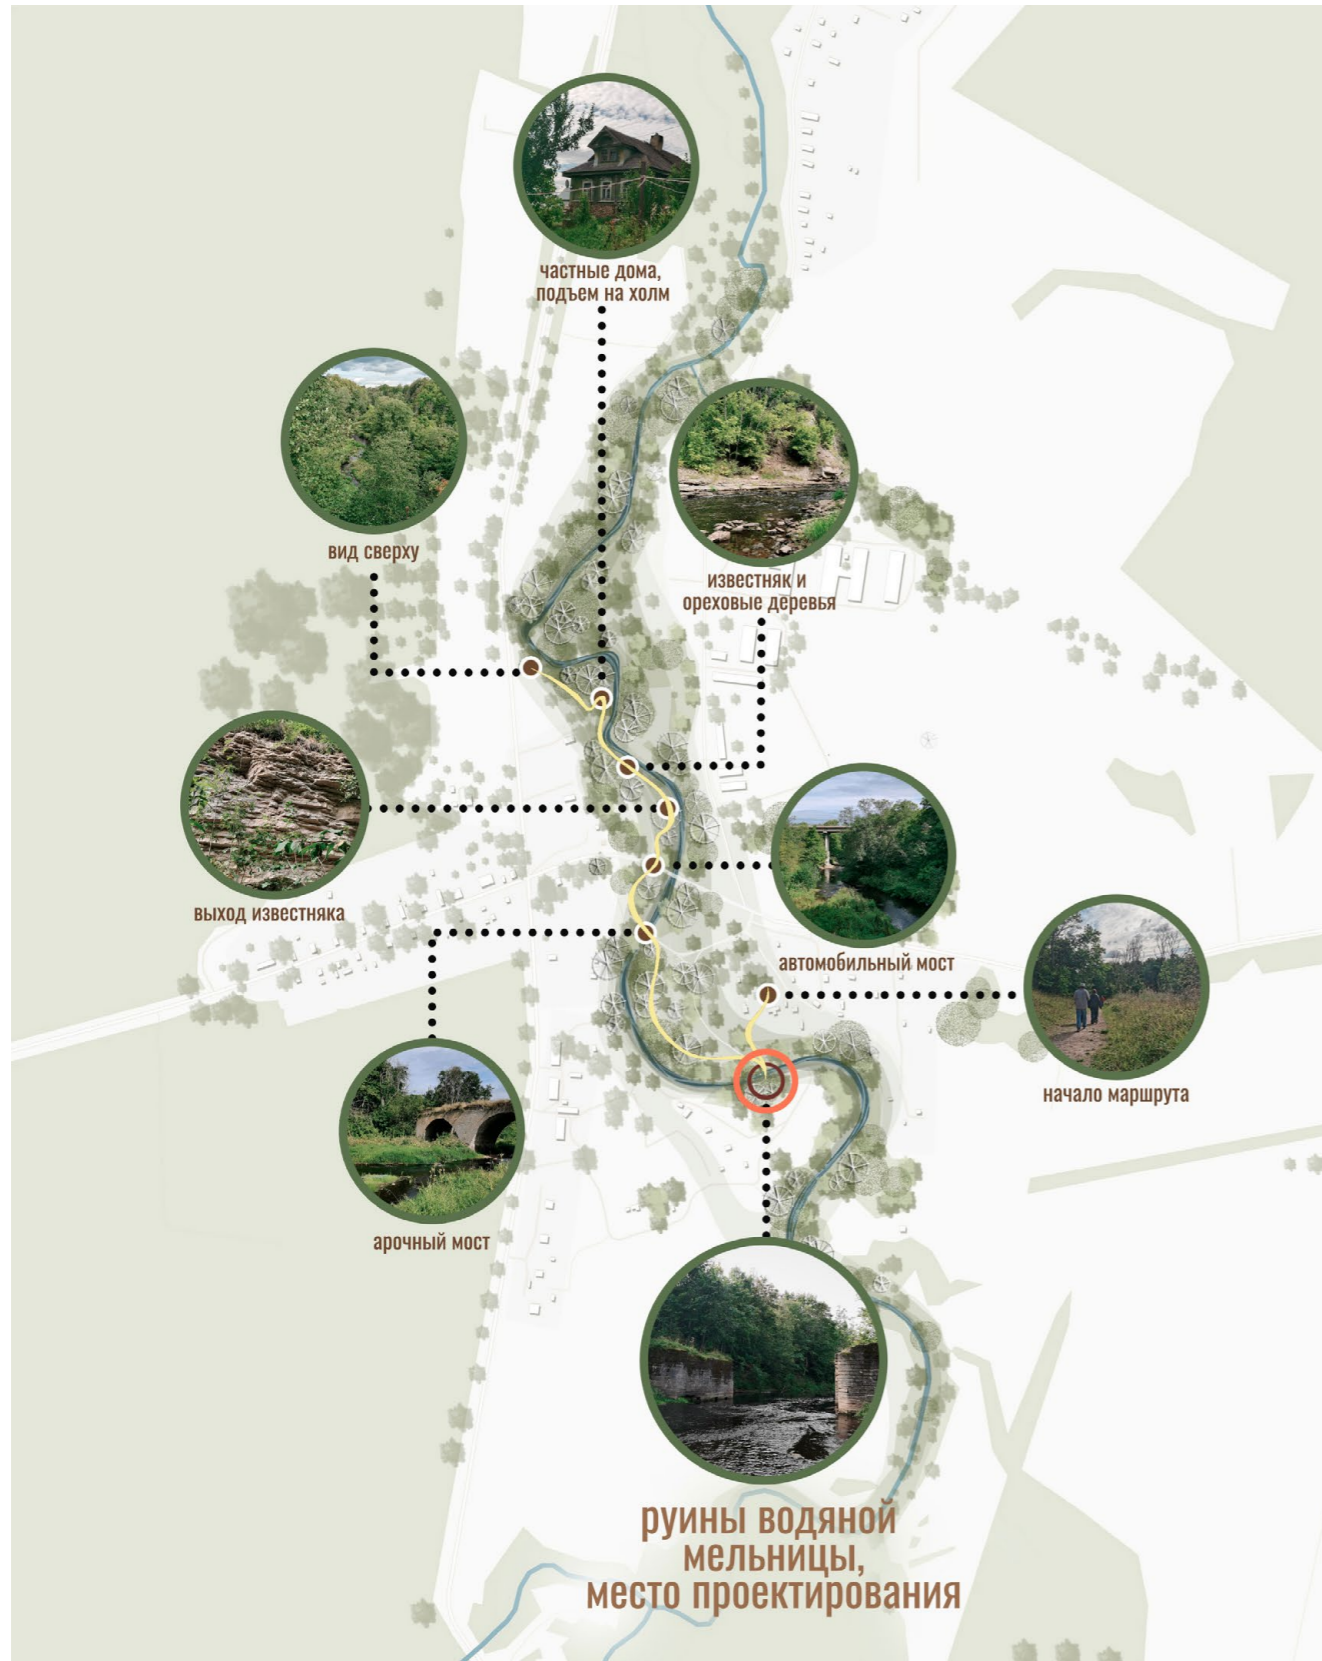 частные дома,
подъем на холм
вид сверху
известняк и
ореховые деревья
выход известняка
автомобильный мост
начало маршрута
арочный мост
руины водяной
мельницы,
место проектирования